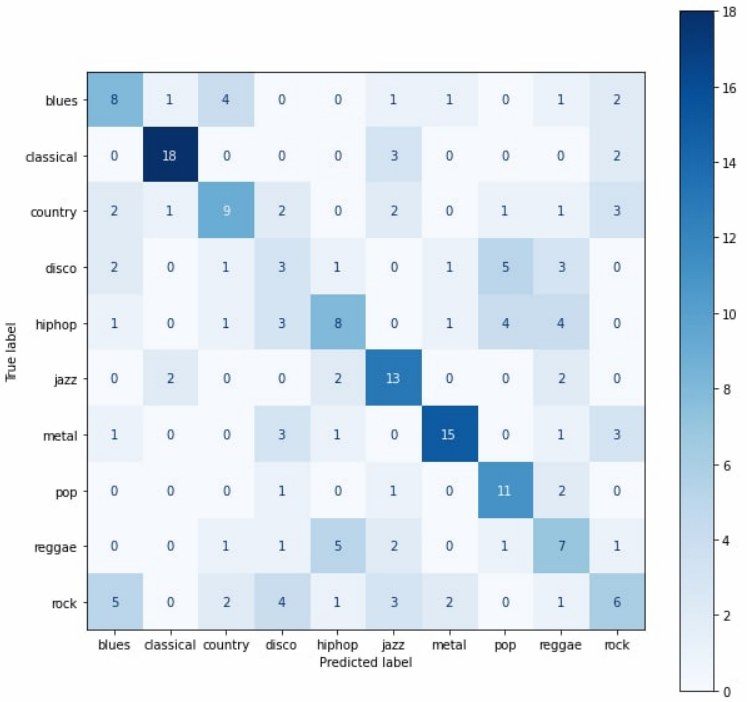 blues 8 1 4 0 0 1 1 0 1 2
classical 0 18 0 0 0 3 0 0 0 2
country 2 1 9 2 0 2 0 1 1 3
disco 2 0 1 3 1 0 1 5 3 0
hiphop 1 0 1 3 8 0 1 4 4 0
jazz 0 2 0 0 2 13 0 0 2 0
metal 1 0 0 3 1 0 15 0 1 3
pop 0 0 0 1 0 1 0 11 2 0
reggae 0 0 1 1 5 2 0 1 7 1
rock 5 0 2 4 1 3 2 0 1 6
blues classical country disco hiphop jazz metal pop reggae rock
Predicted label
True label
18
16
14
12
10
8
6
4
2
0